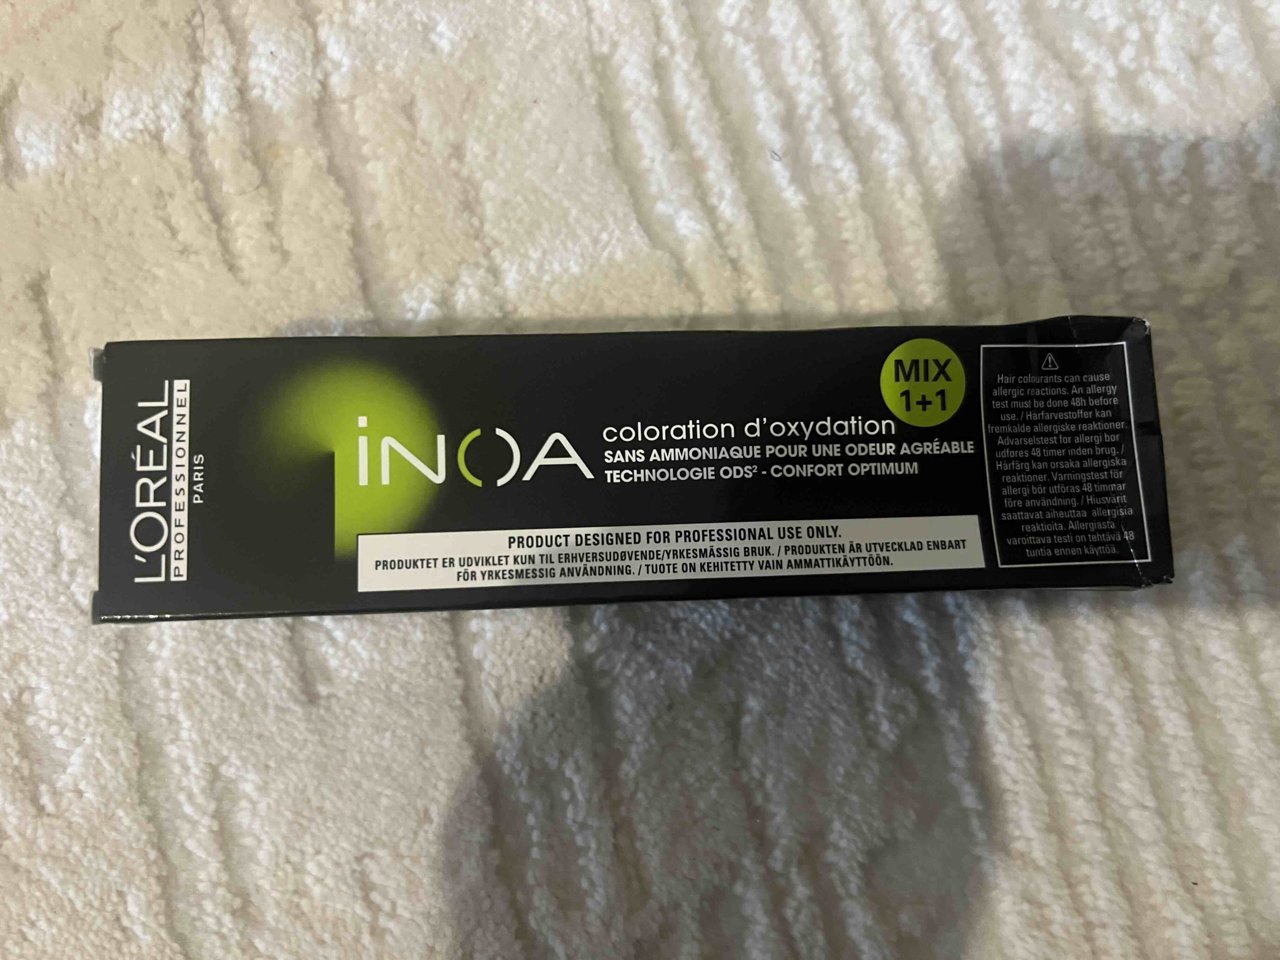 L'ORÉAL
PROFESSIONNEL
PARIS
iNOA
coloration d'oxydation
SANS AMMONIAQUE POUR UNE ODEUR AGRÉABLE
TECHNOLOGIE ODS² - CONFORT OPTIMUM
MIX
1+1
PRODUCT DESIGNED FOR PROFESSIONAL USE ONLY.
PRODUKTET ER UDVIKLET KUN TIL ERHVERSUDØVENDE/YRKESMÄSSIG BRUK. / PRODUKTEN ÄR UTVECKLAD ENBART
FÖR YRKESMESSIG ANVÄNDNING. / TUOTE ON KEHITETTY VAIN AMMATTIKÄYTTÖÖN.
Hair colourants can cause
allergic reactions. An allergy
test must be done 48h before
use. / Hårfarvestoffer kan
fremkalde allergiske reaktioner.
Advarselstest for allergi bør
udføres 48 timer inden brug. /
Hårfärg kan orsaka allergiska
reaktioner. Varningstest för
allergi bör utföras 48 timmar
före användning. / Hiusvärit
saattavat aiheuttaa allergisia
reaktioita. Allergiasta
varoittava testi on tehtävä 48
tuntia ennen käyttöä.